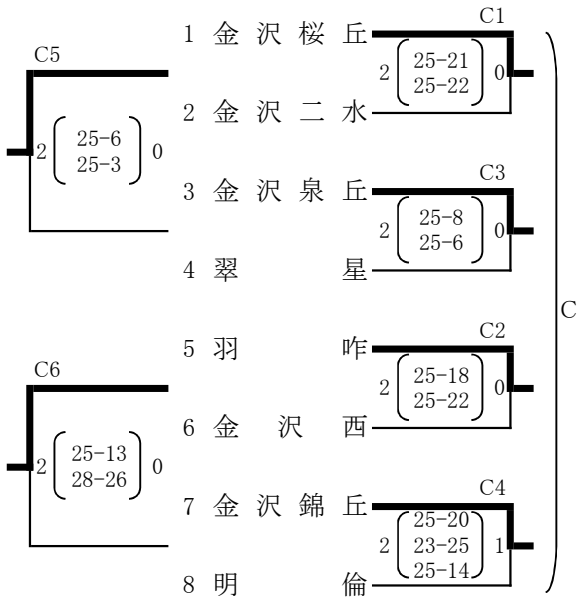 1 金沢桜丘
C1
2 25-21 0
25-22
2 金沢二水
C5
2 25-6 0
25-3
3 金沢泉丘
C3
2 25-8 0
25-6
4 翠星
C
5 羽咋
C2
2 25-18 0
25-22
6 金沢西
C6
2 25-13 0
28-26
7 金沢錦丘
C4
25-20
2 23-25 1
25-14
8 明倫